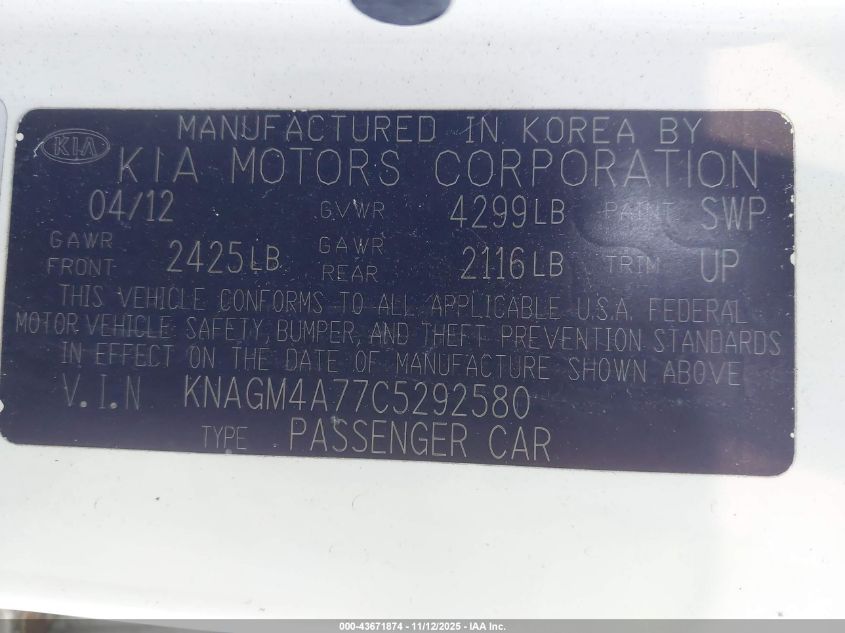 MANUFACTURED IN KOREA BY
KIA KIA MOTORS CORPORATION
04/12 GVWR 4299LB PAINT SWP
GAWR FRONT 2425LB GAWR REAR 2116LB TRIM UP
THIS VEHICLE CONFORMS TO ALL APPLICABLE U.S.A. FEDERAL
MOTOR VEHICLE SAFETY, BUMPER, AND THEFT PREVENTION STANDARDS
IN EFFECT ON THE DATE OF MANUFACTURE SHOWN ABOVE
V.I.N KNAGM4A77C5292580
TYPE PASSENGER CAR
000-43671874 - 11/12/2025 - IAA Inc.